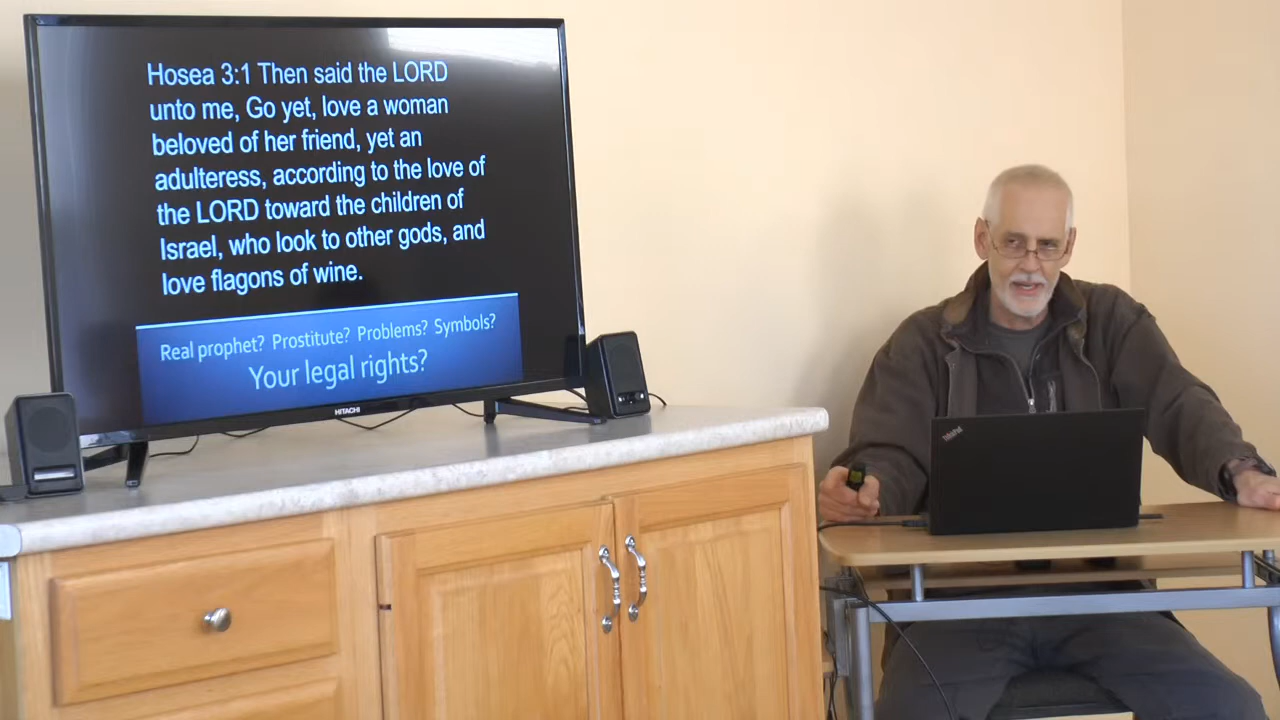 Hosea 3:1 Then said the LORD
unto me, Go yet, love a woman
beloved of her friend, yet an
adulteress, according to the love of
the LORD toward the children of
Israel, who look to other gods, and
love flagons of wine.
Real prophet? Prostitute? Problems? Symbols?
Your legal rights?
HITACHI
ThinkPad